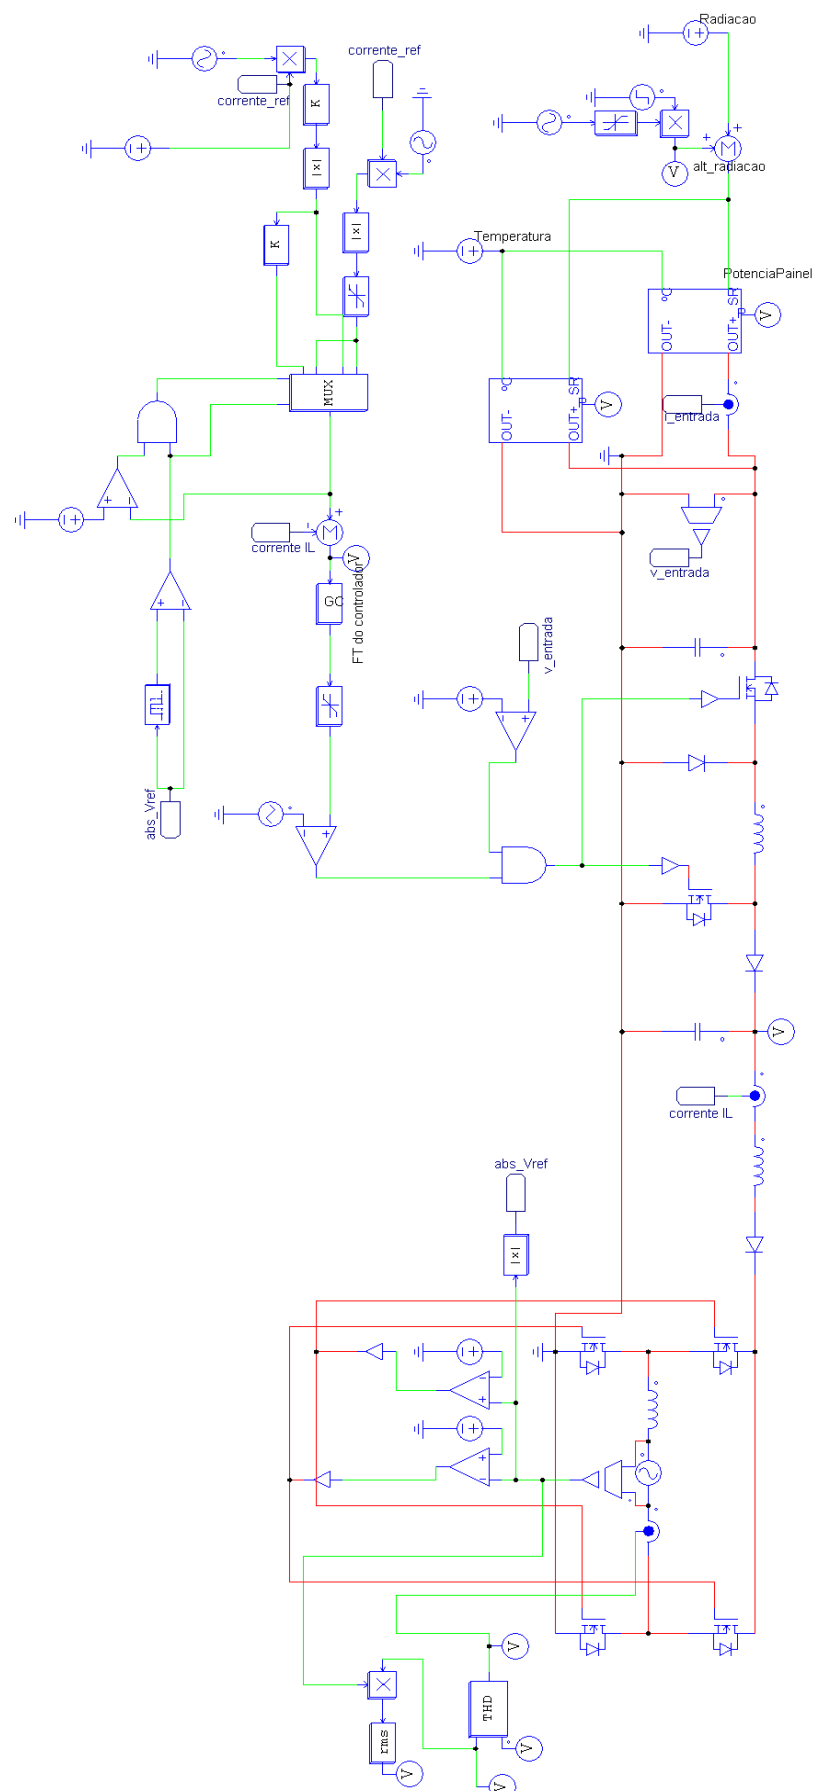 Radiacao
corrente_ref
corrente_ref
K
|x|
alt_radiacao
V
K
|x|
Temperatura
PotenciaPainel
°C
SR
P
OUT-
OUT+
V
MUX
°C
SR
P
OUT-
OUT+
V
i_entrada
M
M
corrente IL
V
v_entrada
GC
FT do controlador
v_entrada
abs_Vref
V
corrente IL
abs_Vref
|x|
V
THD
rms
V
V
V